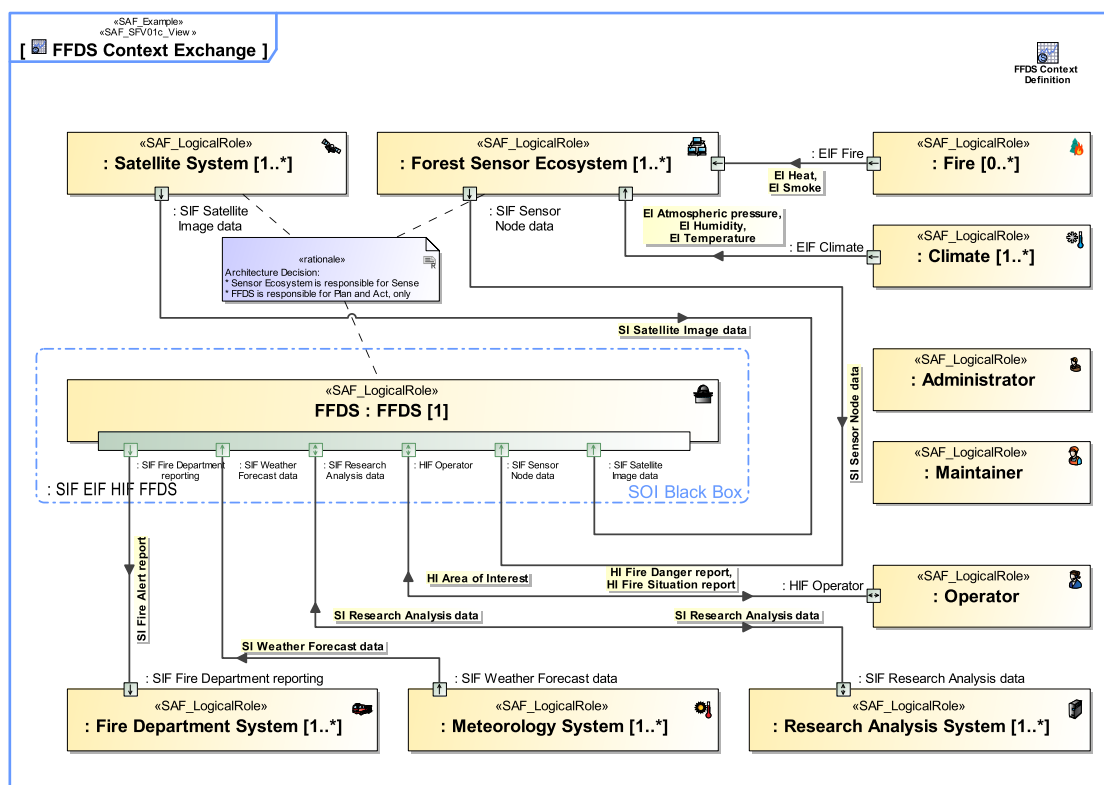 «SAF_Example»
«SAF_SFV01c_View »
[ FFDS Context Exchange ]
FFDS Context
Definition
«SAF_LogicalRole»
: Satellite System [1..*]
«SAF_LogicalRole»
: Forest Sensor Ecosystem [1..*]
«SAF_LogicalRole»
: Fire [0..*]
: EIF Fire
EI Heat,
EI Smoke
: SIF Satellite
Image data
: SIF Sensor
Node data
EI Atmospheric pressure,
EI Humidity,
EI Temperature
: EIF Climate
«SAF_LogicalRole»
: Climate [1..*]
«rationale»
Architecture Decision:
* Sensor Ecosystem is responsible for Sense
* FFDS is responsible for Plan and Act, only
SI Satellite Image data
SI Sensor Node data
«SAF_LogicalRole»
: Administrator
«SAF_LogicalRole»
FFDS : FFDS [1]
«SAF_LogicalRole»
: Maintainer
: SIF Fire Department
reporting
: SIF Weather
Forecast data
: SIF Research
Analysis data
: HIF Operator
: SIF Sensor
Node data
: SIF Satellite
Image data
: SIF EIF HIF FFDS
SOI Black Box
SI Fire Alert report
HI Area of Interest
HI Fire Danger report,
HI Fire Situation report
: HIF Operator
«SAF_LogicalRole»
: Operator
SI Research Analysis data
SI Research Analysis data
SI Weather Forecast data
: SIF Fire Department reporting
: SIF Weather Forecast data
: SIF Research Analysis data
«SAF_LogicalRole»
: Fire Department System [1..*]
«SAF_LogicalRole»
: Meteorology System [1..*]
«SAF_LogicalRole»
: Research Analysis System [1..*]